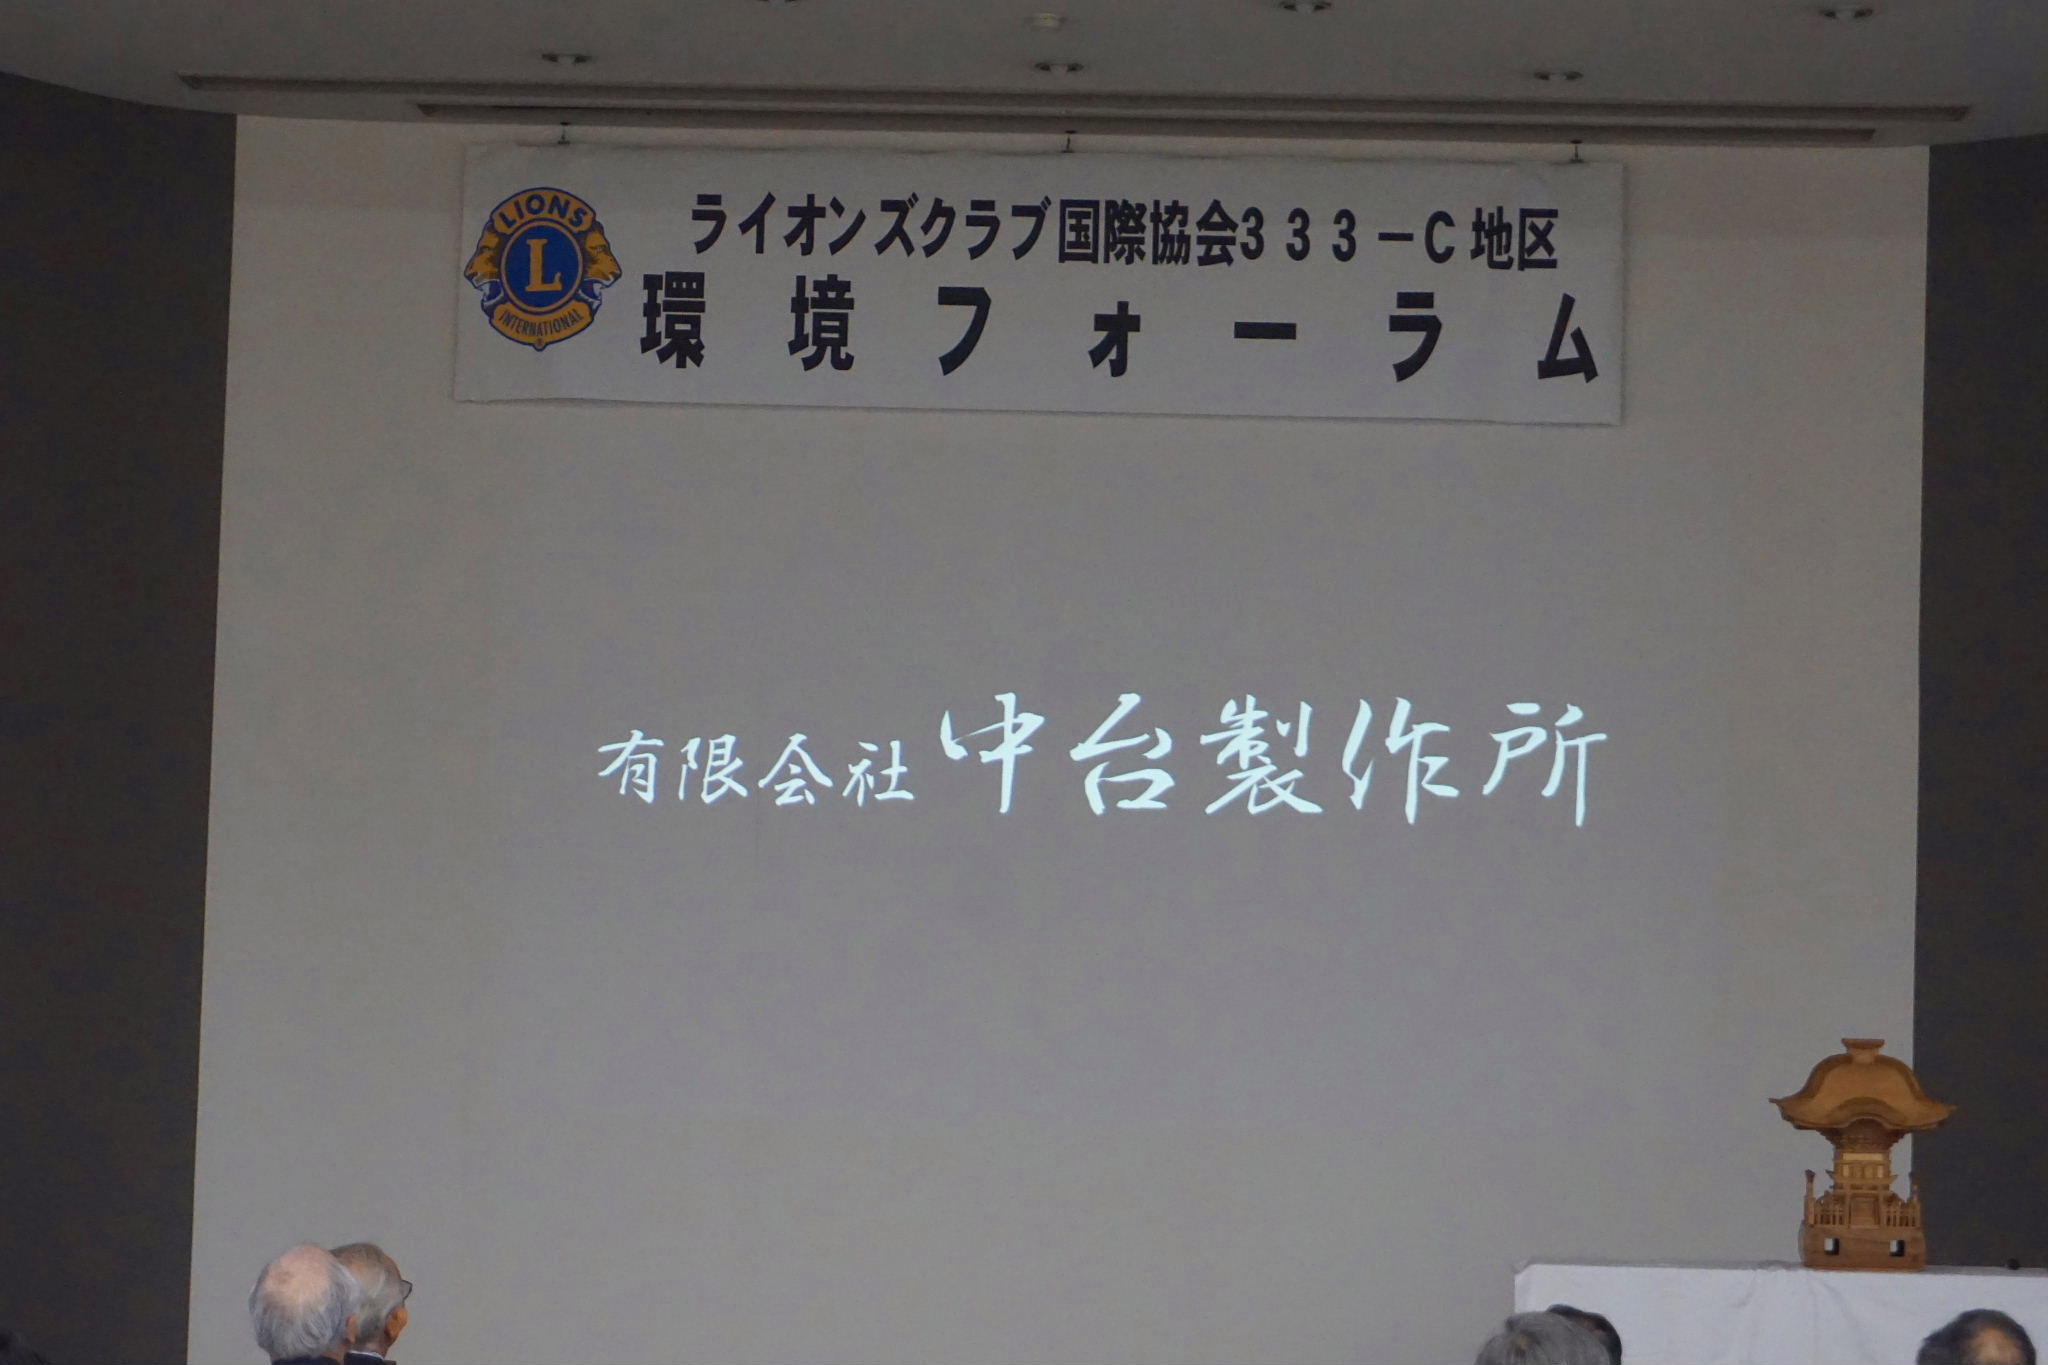 ライオンズクラブ国際協会333-C地区
環境フォーラム
LIONS
L
INTERNATIONAL
有限会社中台製作所